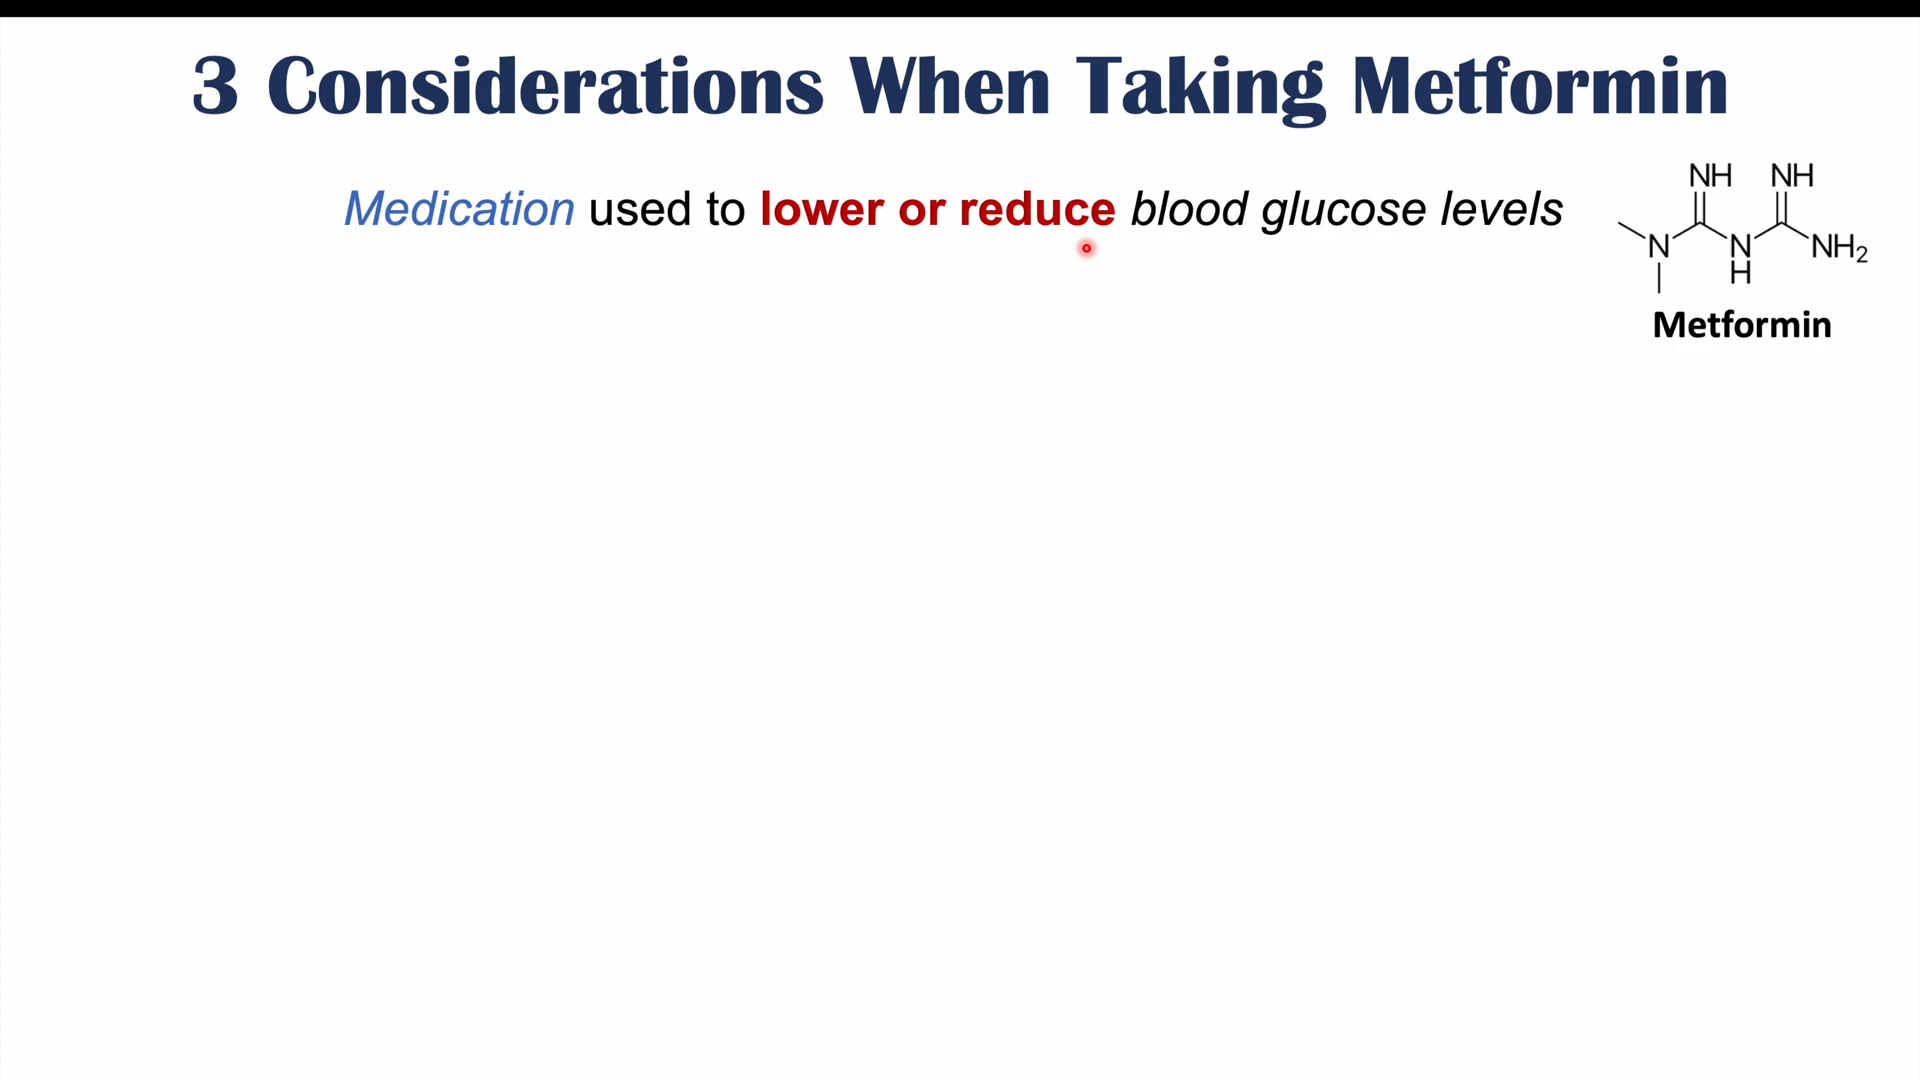 3 Considerations When Taking Metformin
Medication used to lower or reduce blood glucose levels
NH NH
N N NH₂
H
Metformin